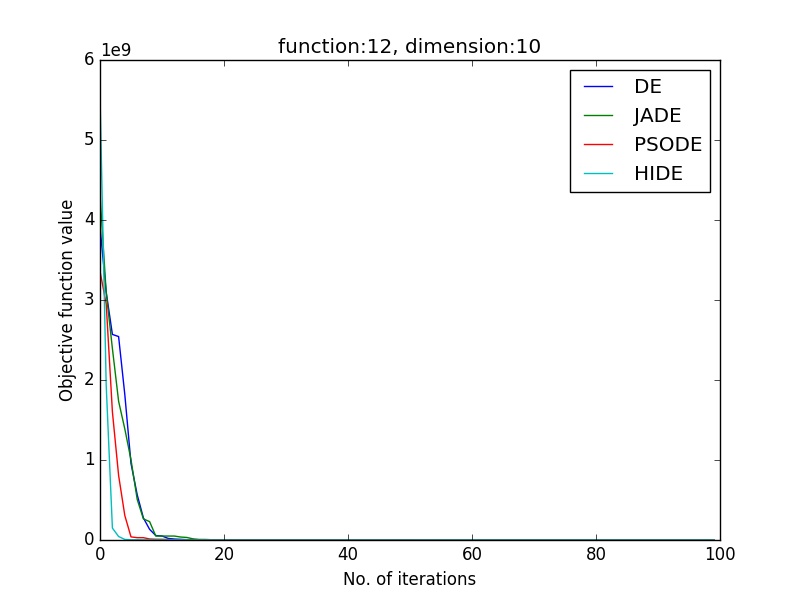 function:12, dimension:10
1e9
6
5
4
3
2
1
0
Objective function value
DE
JADE
PSODE
HIDE
0 20 40 60 80 100
No. of iterations